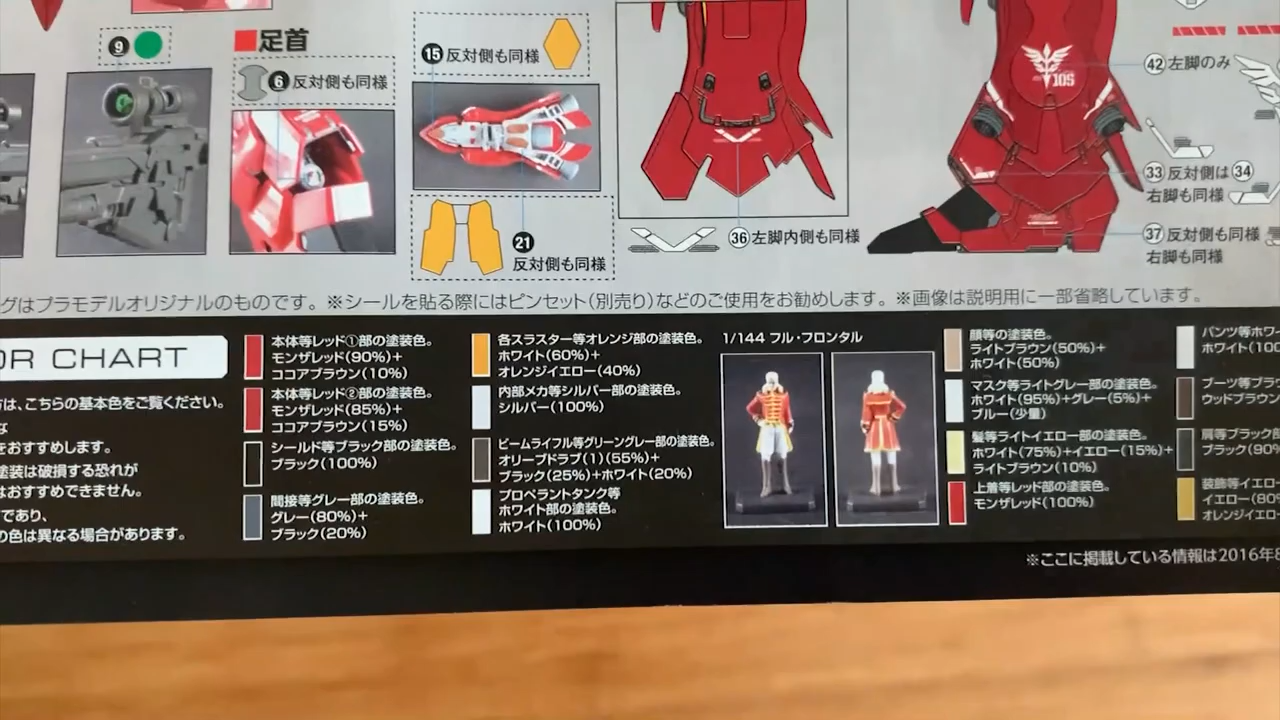 9
足首
6 反対側も同様
15 反対側も同様
21
反対側も同様
105
36 左脚内側も同様
42 左脚のみ
33 反対側は 34
右脚も同様
37 反対側も同様
右脚も同様
グはプラモデルオリジナルのものです。※シールを貼る際にはピンセット(別売り)などのご使用をお勧めします。※画像は説明用に一部省略しています。
OR CHART
方は、こちらの基本色をご覧ください。
な
をおすすめします。
塗装は破損する恐れが
はおすすめできません。
であり、
の色は異なる場合があります。
本体等レッド①部の塗装色。
モンザレッド(90%)+
ココアブラウン(10%)
本体等レッド②部の塗装色。
モンザレッド(85%)+
ココアブラウン(15%)
シールド等ブラック部の塗装色。
ブラック(100%)
間接等グレー部の塗装色。
グレー(80%)+
ブラック(20%)
各スラスター等オレンジ部の塗装色。
ホワイト(60%)+
オレンジイエロー(40%)
内部メカ等シルバー部の塗装色。
シルバー(100%)
ビームライフル等グリーングレー部の塗装色。
オリーブドラブ(1)(55%)+
ブラック(25%)+ホワイト(20%)
プロペラントタンク等
ホワイト部の塗装色。
ホワイト(100%)
1/144 フル・フロンタル
顔等の塗装色。
ライトブラウン(50%)+
ホワイト(50%)
マスク等ライトグレー部の塗装色。
ホワイト(95%)+グレー(5%)+
ブルー(少量)
髪等ライトイエロー部の塗装色。
ホワイト(75%)+イエロー(15%)+
ライトブラウン(10%)
上着等レッド部の塗装色。
モンザレッド(100%)
パンツ等ホワ
ホワイト(100
ブーツ等ブラ
ウッドブラウン
肩等ブラック部
ブラック(90%
装飾等イエロー
イエロー(80%
オレンジイエロー
※ここに掲載している情報は2016年8